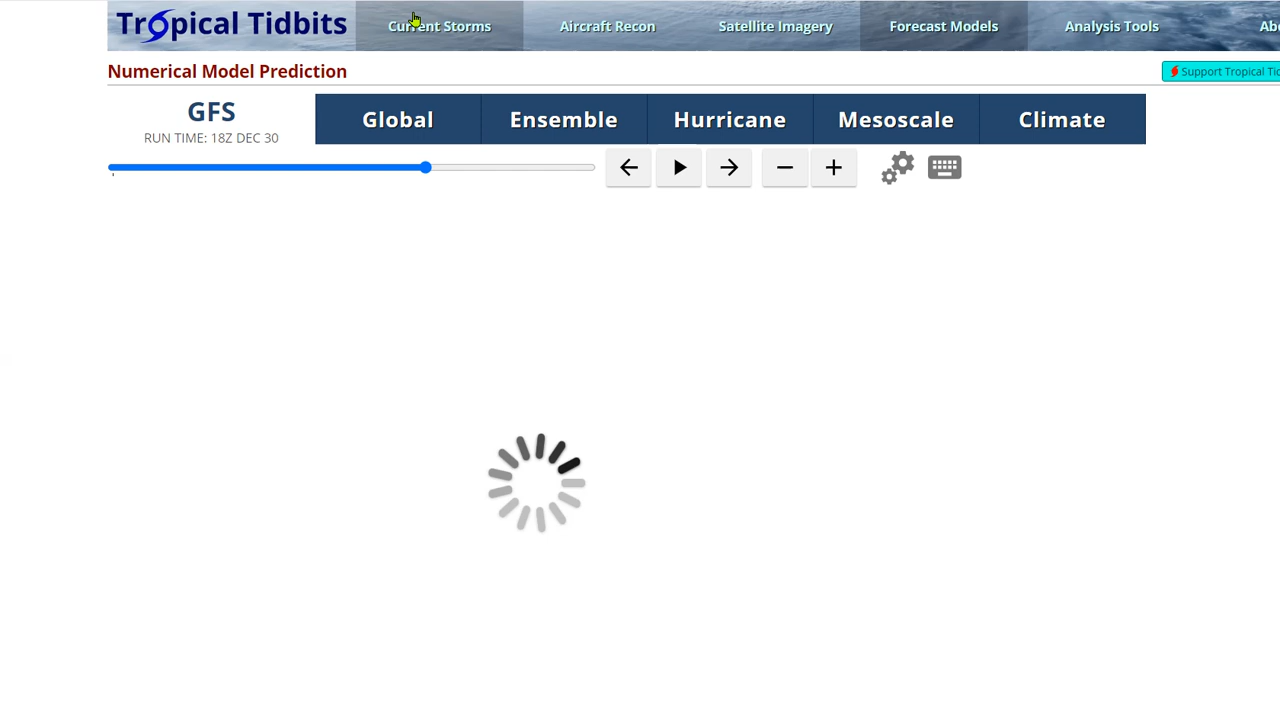 Tropical Tidbits
Current Storms
Aircraft Recon
Satellite Imagery
Forecast Models
Analysis Tools
Numerical Model Prediction
GFS
RUN TIME: 18Z DEC 30
Global
Ensemble
Hurricane
Mesoscale
Climate
Support Tropical